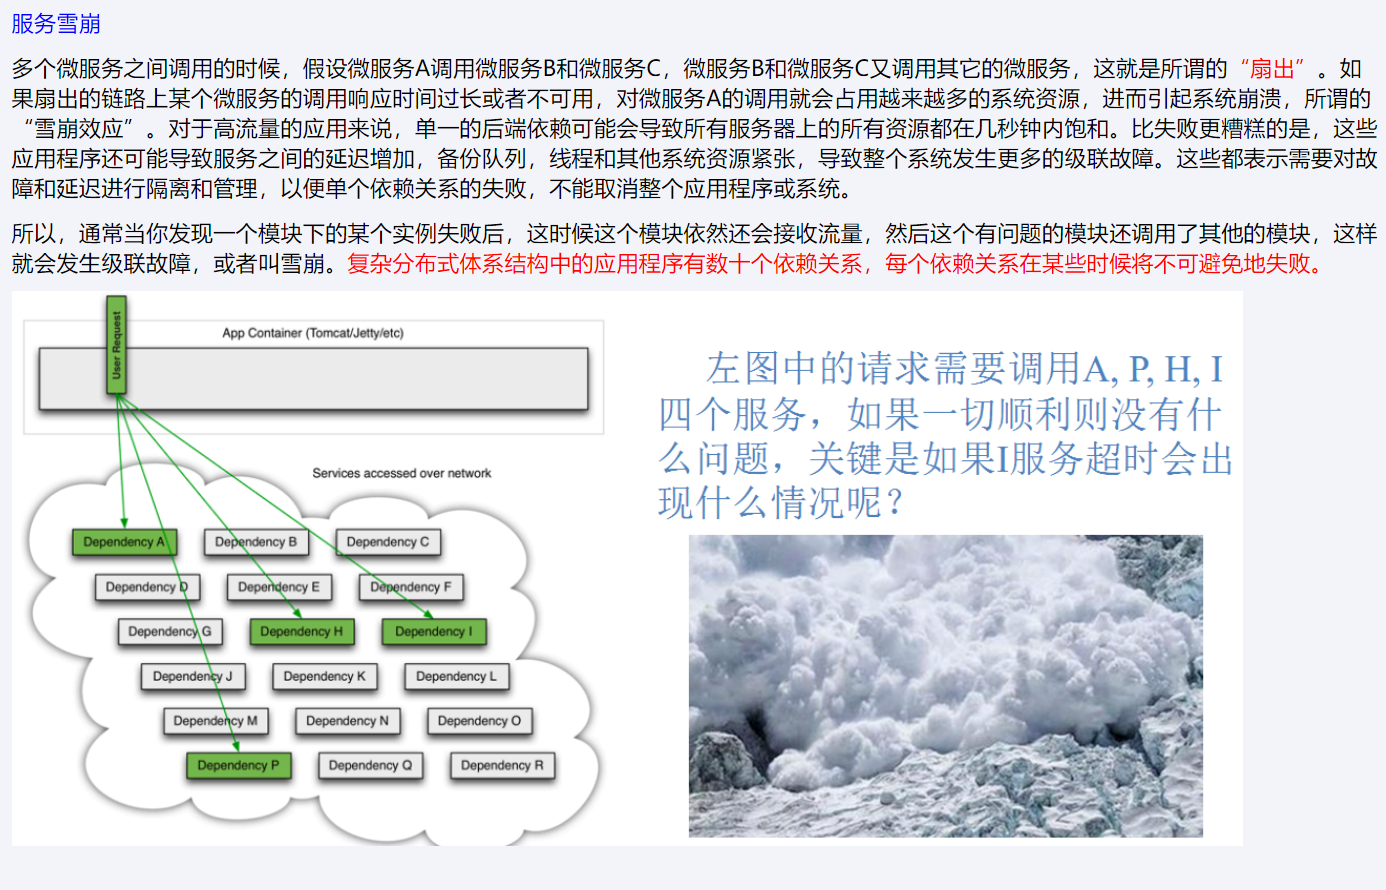 服务雪崩
多个微服务之间调用的时候，假设微服务A调用微服务B和微服务C，微服务B和微服务C又调用其它的微服务，这就是所谓的“扇出”。如
果扇出的链路上某个微服务的调用响应时间过长或者不可用，对微服务A的调用就会占用越来越多的系统资源，进而引起系统崩溃，所谓的
“雪崩效应”。对于高流量的应用来说，单一的后端依赖可能会导致所有服务器上的所有资源都在几秒钟内饱和。比失败更糟糕的是，这些
应用程序还可能导致服务之间的延迟增加，备份队列，线程和其他系统资源紧张，导致整个系统发生更多的级联故障。这些都表示需要对故
障和延迟进行隔离和管理，以便单个依赖关系的失败，不能取消整个应用程序或系统。
所以，通常当你发现一个模块下的某个实例失败后，这时候这个模块依然还会接收流量，然后这个有问题的模块还调用了其他的模块，这样
就会发生级联故障，或者叫雪崩。复杂分布式体系结构中的应用程序有数十个依赖关系，每个依赖关系在某些时候将不可避免地失败。
User Request
App Container (Tomcat/Jetty/etc)
Services accessed over network
Dependency A
Dependency B
Dependency C
Dependency D
Dependency E
Dependency F
Dependency G
Dependency H
Dependency I
Dependency J
Dependency K
Dependency L
Dependency M
Dependency N
Dependency O
Dependency P
Dependency Q
Dependency R
左图中的请求需要调用A, P, H, I
四个服务，如果一切顺利则没有什
么问题，关键是如果I服务超时会出
现什么情况呢？